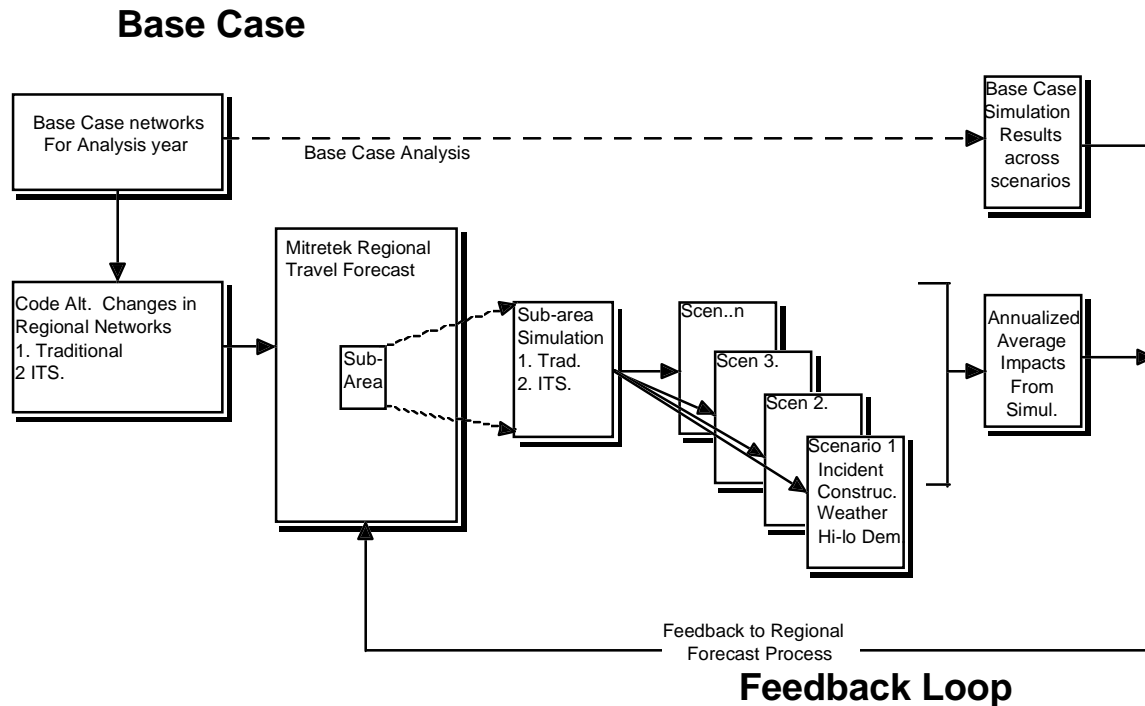 Base Case
Base Case networks
For Analysis year
Base Case Analysis
Base Case
Simulation
Results
across
scenarios
Code Alt. Changes in
Regional Networks
1. Traditional
2 ITS.
Mitretek Regional
Travel Forecast
Sub-
Area
Sub-area
Simulation
1. Trad.
2. ITS.
Scen..n
Scen 3.
Scen 2.
Scenario 1
Incident
Construc.
Weather
Hi-lo Dem.
Annualized
Average
Impacts
From
Simul.
Feedback to Regional
Forecast Process
Feedback Loop